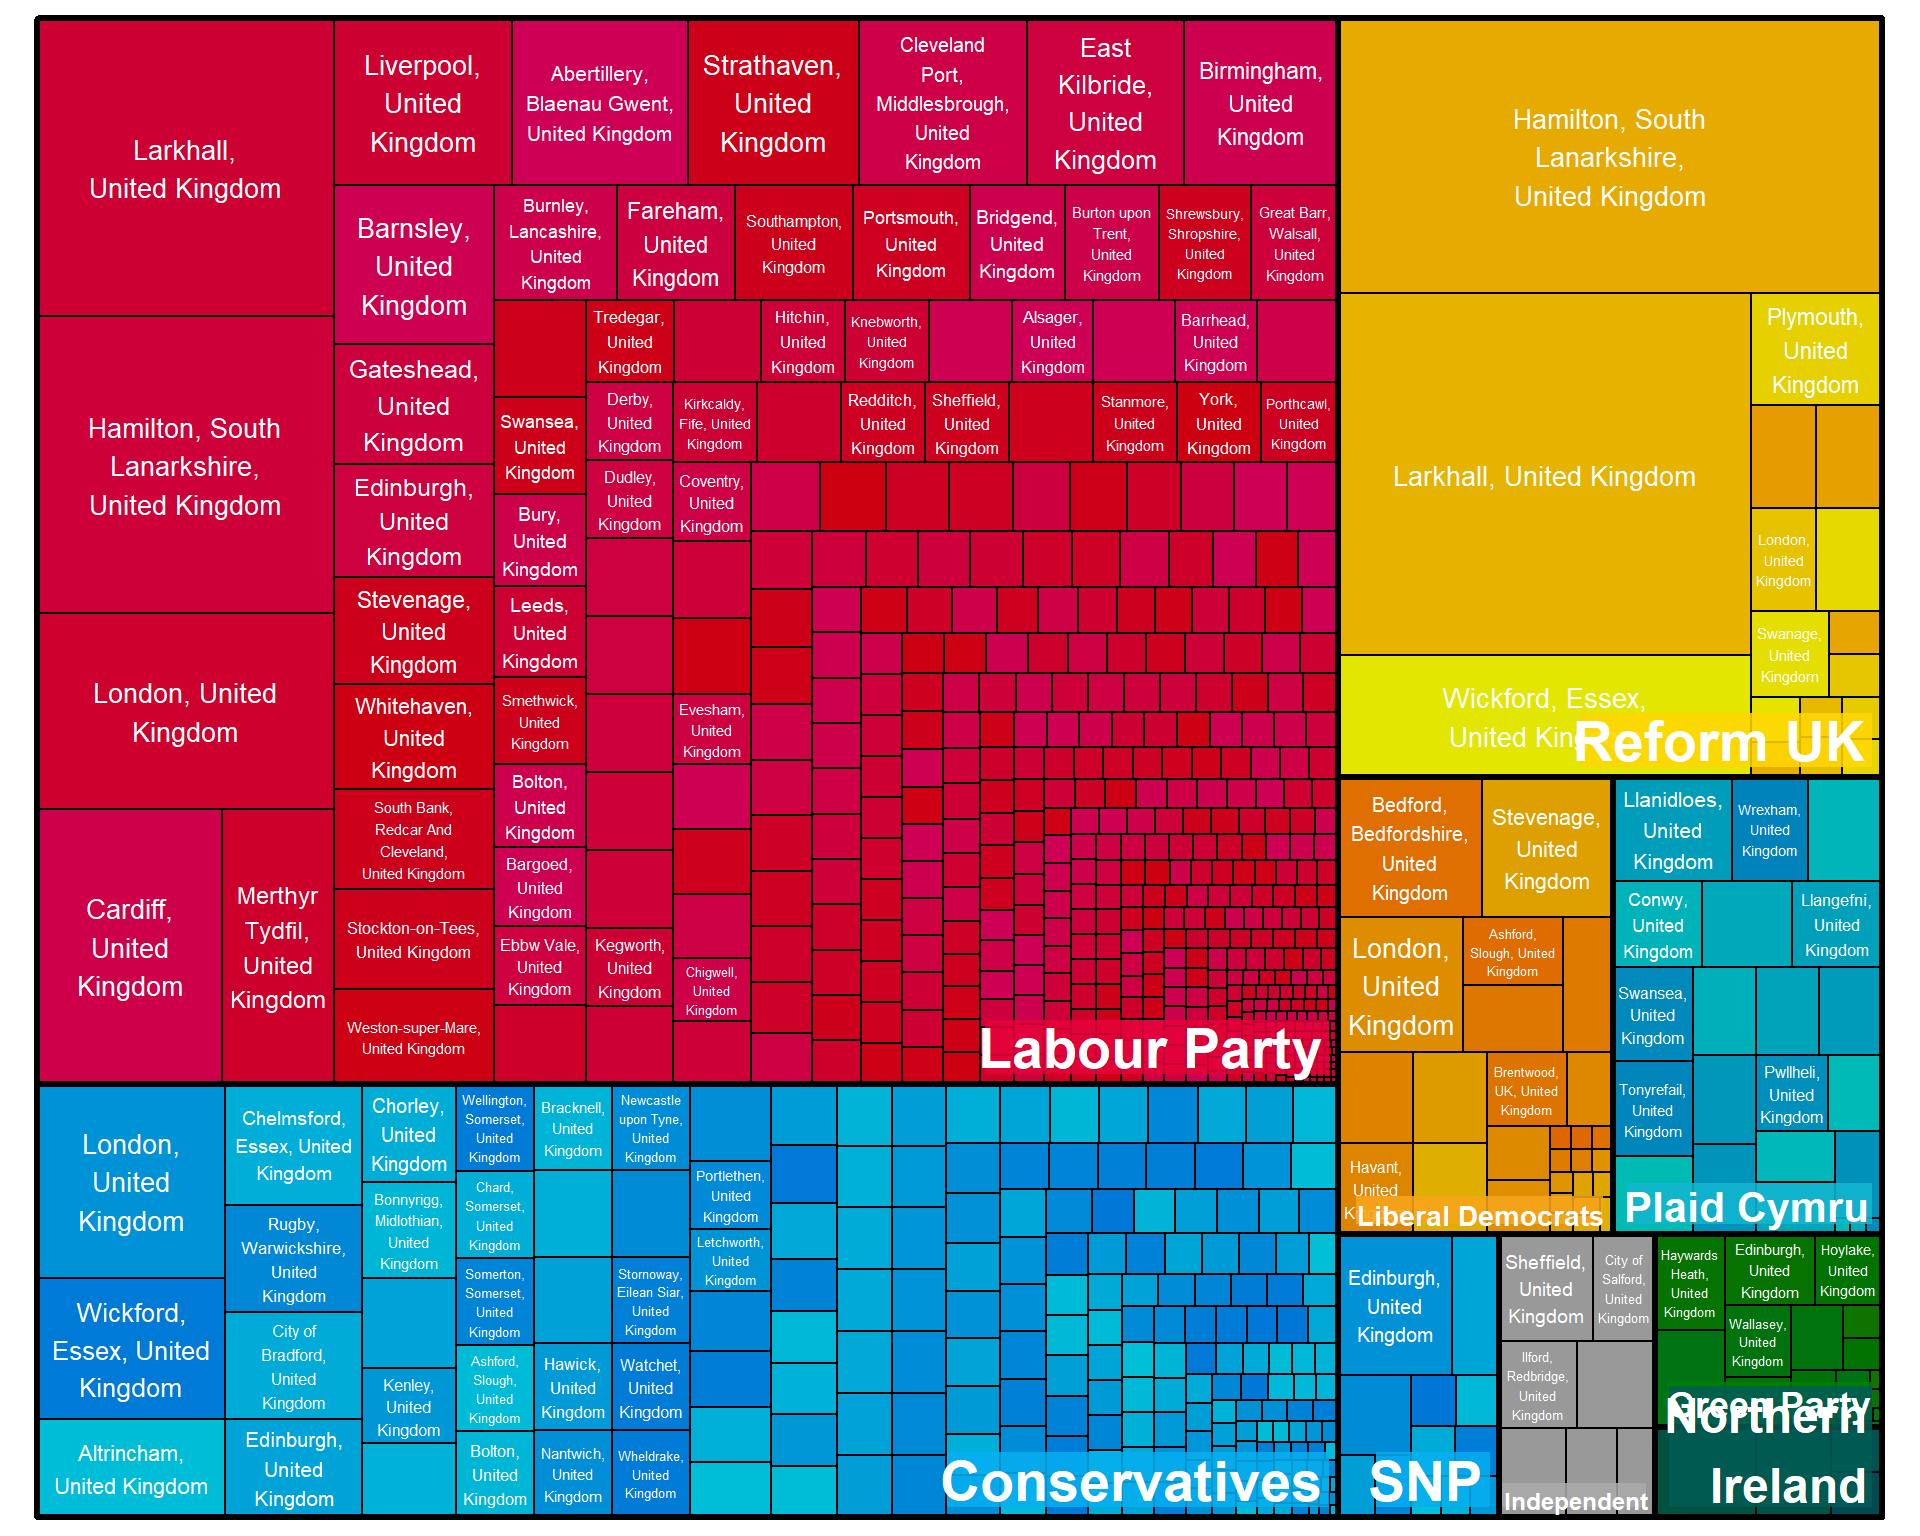 Larkhall,
United Kingdom
Hamilton, South
Lanarkshire,
United Kingdom
London, United
Kingdom
Cardiff,
United
Kingdom
Merthyr
Tydfil,
United
Kingdom
Liverpool,
United
Kingdom
Abertillery,
Blaenau Gwent,
United Kingdom
Strathaven,
United
Kingdom
Cleveland
Port,
Middlesbrough,
United
Kingdom
East
Kilbride,
United
Kingdom
Birmingham,
United
Kingdom
Barnsley,
United
Kingdom
Gateshead,
United
Kingdom
Edinburgh,
United
Kingdom
Stevenage,
United
Kingdom
Whitehaven,
United
Kingdom
South Bank,
Redcar And
Cleveland,
United Kingdom
Stockton-on-Tees,
United Kingdom
Weston-super-Mare,
United Kingdom
Burnley,
Lancashire,
United
Kingdom
Fareham,
United
Kingdom
Southampton,
United
Kingdom
Portsmouth,
United
Kingdom
Bridgend,
United
Kingdom
Burton upon
Trent,
United
Kingdom
Shrewsbury,
Shropshire,
United
Kingdom
Great Barr,
Walsall,
United
Kingdom
Swansea,
United
Kingdom
Bury,
United
Kingdom
Leeds,
United
Kingdom
Smethwick,
United
Kingdom
Bolton,
United
Kingdom
Bargoed,
United
Kingdom
Ebbw Vale,
United
Kingdom
Tredegar,
United
Kingdom
Hitchin,
United
Kingdom
Knebworth,
United
Kingdom
Alsager,
United
Kingdom
Barrhead,
United
Kingdom
Derby,
United
Kingdom
Kirkcaldy,
Fife, United
Kingdom
Redditch,
United
Kingdom
Sheffield,
United
Kingdom
Stanmore,
United
Kingdom
York,
United
Kingdom
Porthcawl,
United
Kingdom
Dudley,
United
Kingdom
Coventry,
United
Kingdom
Evesham,
United
Kingdom
Kegworth,
United
Kingdom
Chigwell,
United
Kingdom
Labour Party
London,
United
Kingdom
Wickford,
Essex, United
Kingdom
Altrincham,
United Kingdom
Chelmsford,
Essex, United
Kingdom
Rugby,
Warwickshire,
United
Kingdom
City of
Bradford,
United
Kingdom
Edinburgh,
United
Kingdom
Chorley,
United
Kingdom
Bonnyrigg,
Midlothian,
United
Kingdom
Kenley,
United
Kingdom
Wellington,
Somerset,
United
Kingdom
Chard,
Somerset,
United
Kingdom
Somerton,
Somerset,
United
Kingdom
Ashford,
Slough,
United
Kingdom
Bolton,
United
Kingdom
Bracknell,
United
Kingdom
Hawick,
United
Kingdom
Nantwich,
United
Kingdom
Newcastle
upon Tyne,
United
Kingdom
Stornoway,
Eilean Siar,
United
Kingdom
Watchet,
United
Kingdom
Wheldrake,
United
Kingdom
Portlethen,
United
Kingdom
Letchworth,
United
Kingdom
Conservatives
Hamilton, South
Lanarkshire,
United Kingdom
Larkhall, United Kingdom
Wickford, Essex,
United Kin
Plymouth,
United
Kingdom
London,
United
Kingdom
Swanage,
United
Kingdom
Reform UK
Bedford,
Bedfordshire,
United
Kingdom
Stevenage,
United
Kingdom
London,
United
Kingdom
Ashford,
Slough, United
Kingdom
Brentwood,
UK, United
Kingdom
Havant,
United
Liberal Democrats
Llanidloes,
United
Kingdom
Wrexham,
United
Kingdom
Conwy,
United
Kingdom
Llangefni,
United
Kingdom
Swansea,
United
Kingdom
Tonyrefail,
United
Kingdom
Pwllheli,
United
Kingdom
Plaid Cymru
Edinburgh,
United
Kingdom
SNP
Sheffield,
United
Kingdom
City of
Salford,
United
Kingdom
Ilford,
Redbridge,
United
Kingdom
Independent
Haywards
Heath,
United
Kingdom
Edinburgh,
United
Kingdom
Hoylake,
United
Kingdom
Wallasey,
United
Kingdom
Green Party
Northern
Ireland